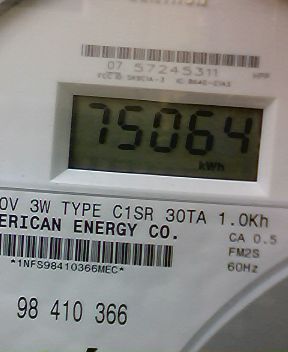 07 57245311
75064
kWh
0V 3W TYPE C1SR 30TA 1.0Kh
ERICAN ENERGY CO.
CA 0.5
FM2S
60Hz
*1NFS98410366MEC*
98 410 366